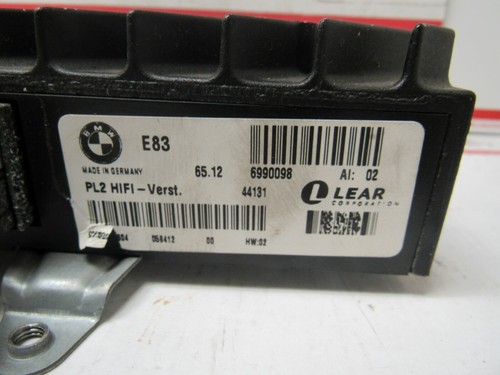 BMW
E83
MADE IN GERMANY
65.12 6990098 AI: 02
PL2 HIFI-Verst. 44131
LEAR
CORPORATION
058412 00 HW:02